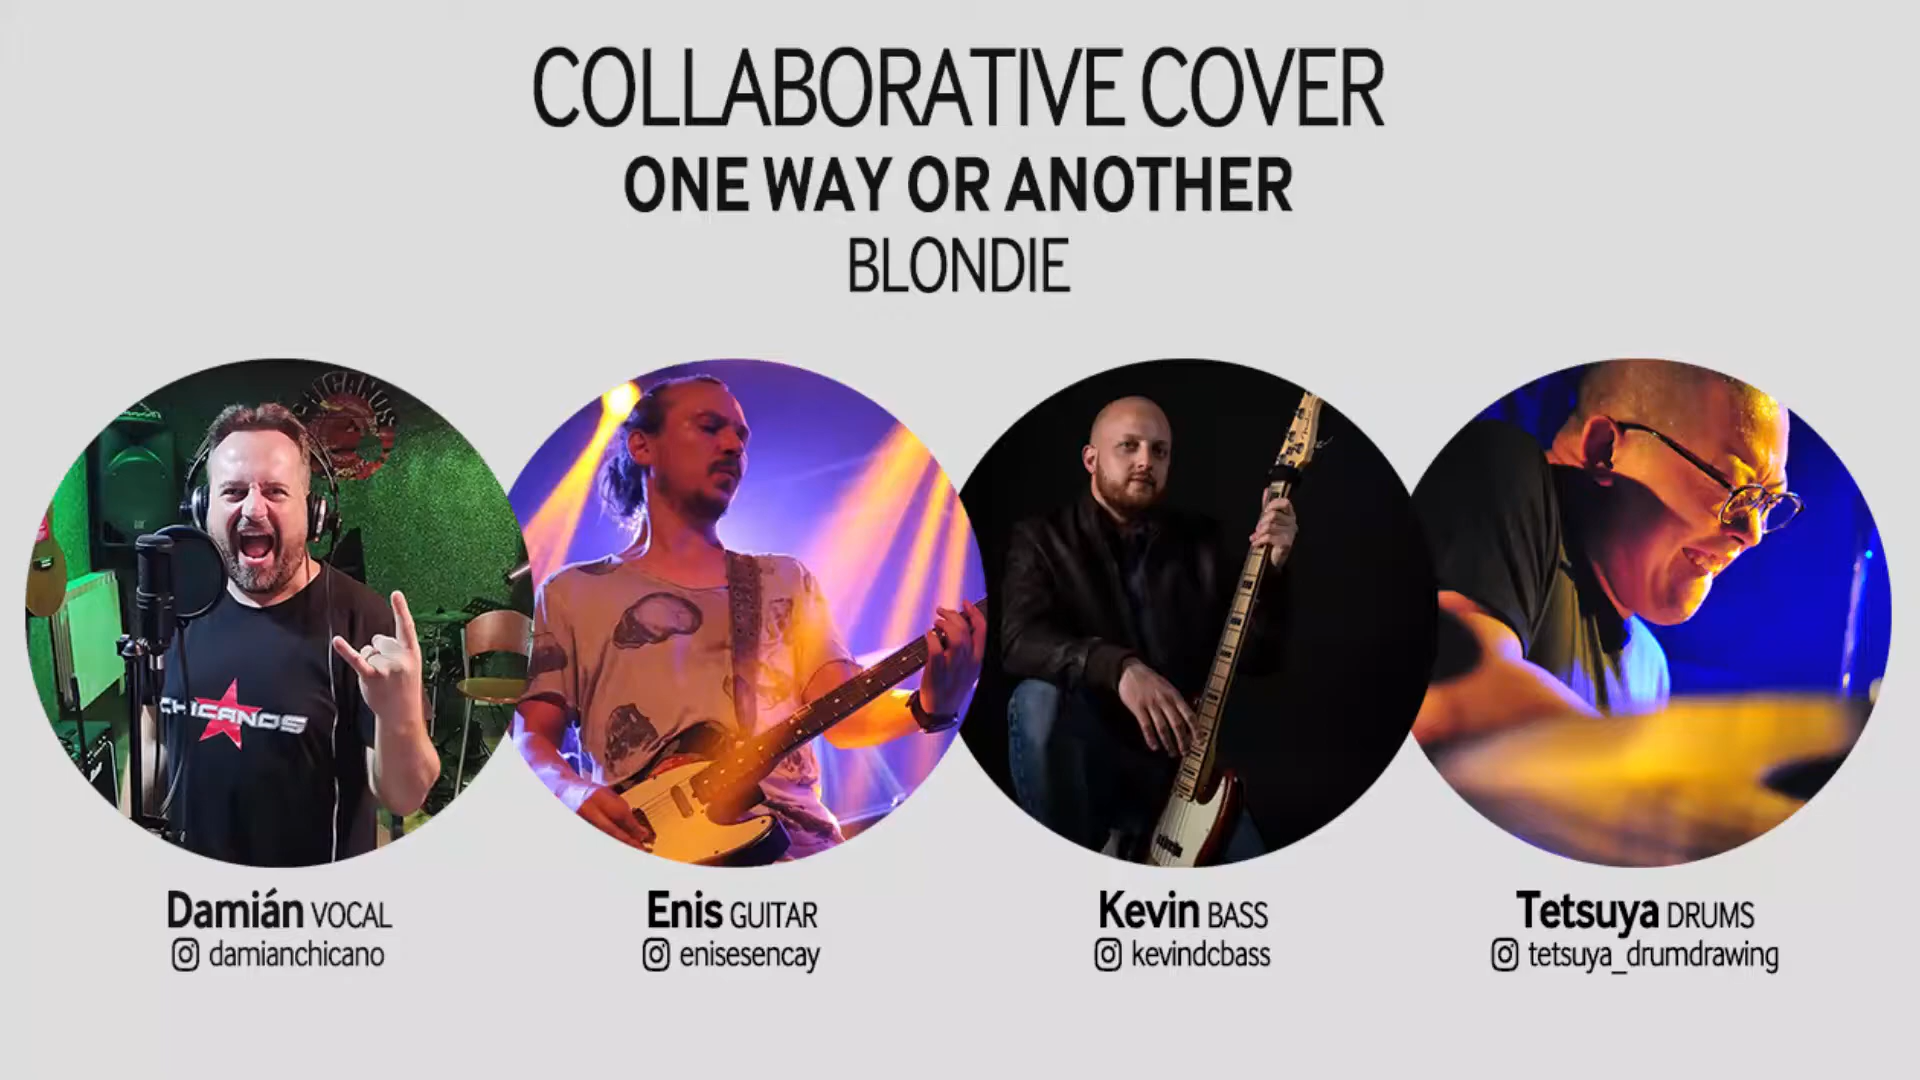 COLLABORATIVE COVER
ONE WAY OR ANOTHER
BLONDIE
CHICANOS
Damián VOCAL
damianchicano
Enis GUITAR
enisesencay
Kevin BASS
kevindcbass
Tetsuya DRUMS
tetsuya_drumdrawing